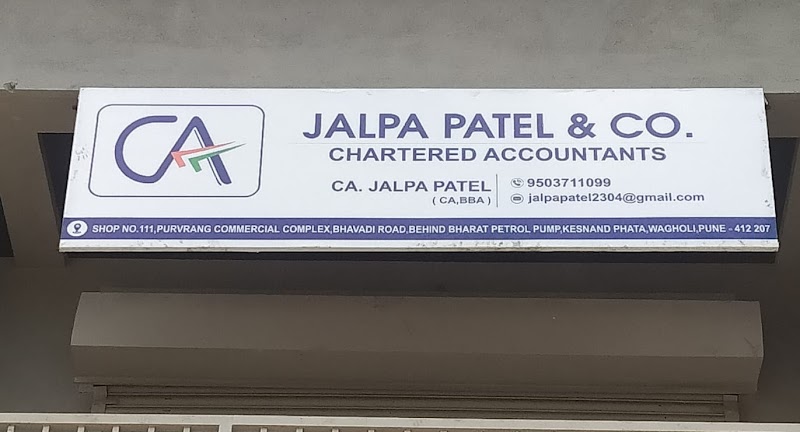 CA
JALPA PATEL & CO.
CHARTERED ACCOUNTANTS
CA. JALPA PATEL
( CA,BBA )
9503711099
jalpapatel2304@gmail.com
SHOP NO.111,PURVRANG COMMERCIAL COMPLEX,BHAVADI ROAD,BEHIND BHARAT PETROL PUMP,KESNAND PHATA,WAGHOLI,PUNE - 412 207